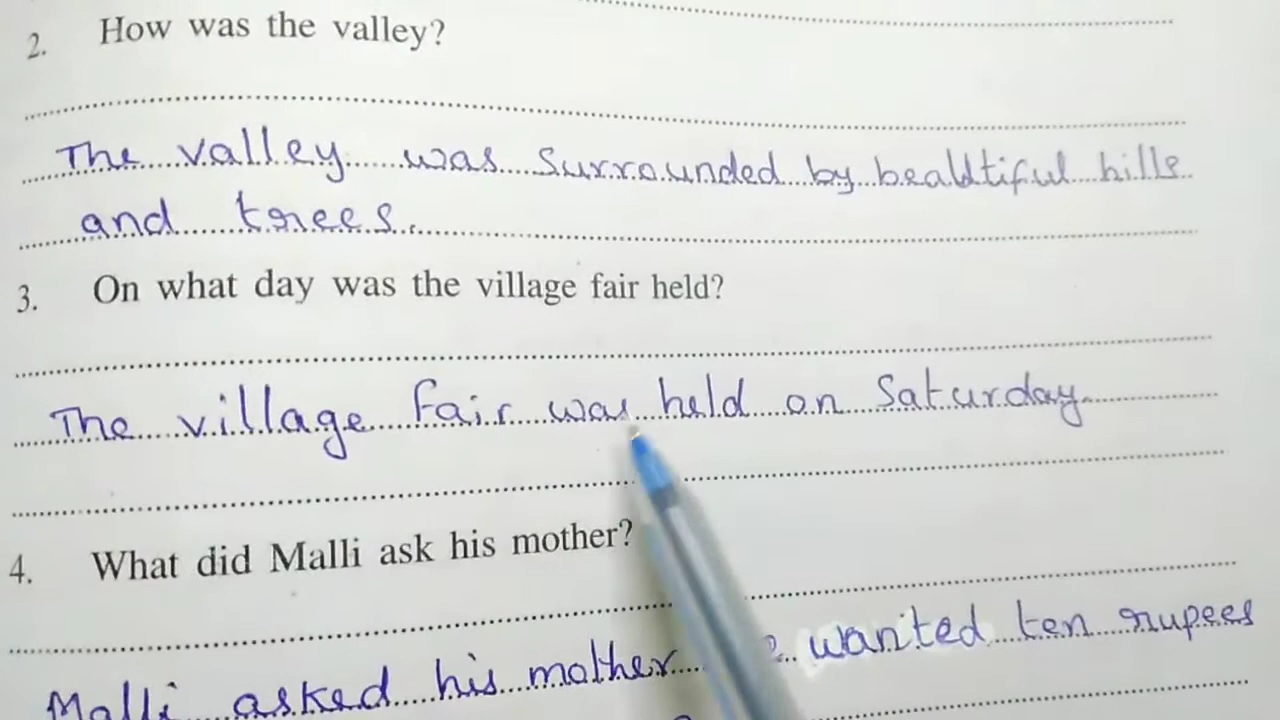 2. How was the valley?
The valley was surrounded by bealdtiful hills
and trees.
3. On what day was the village fair held?
The village fair was held on Saturday
4. What did Malli ask his mother?
Malli asked his mother wanted ten rupees